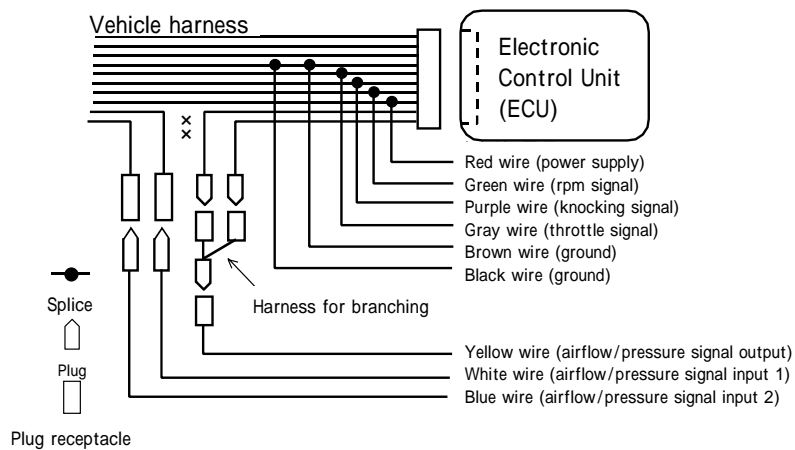 Vehicle harness
Electronic
Control Unit
(ECU)
Red wire (power supply)
Green wire (rpm signal)
Purple wire (knocking signal)
Gray wire (throttle signal)
Brown wire (ground)
Black wire (ground)
Splice
Harness for branching
Plug
Yellow wire (airflow/pressure signal output)
White wire (airflow/pressure signal input 1)
Blue wire (airflow/pressure signal input 2)
Plug receptacle